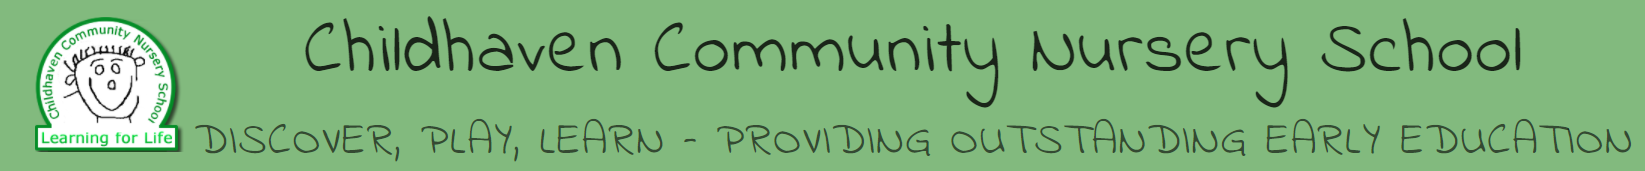 Childhaven Community Nursery School
Learning for Life
Childhaven Community Nursery School
DISCOVER, PLAY, LEARN - PROVIDING OUTSTANDING EARLY EDUCATION